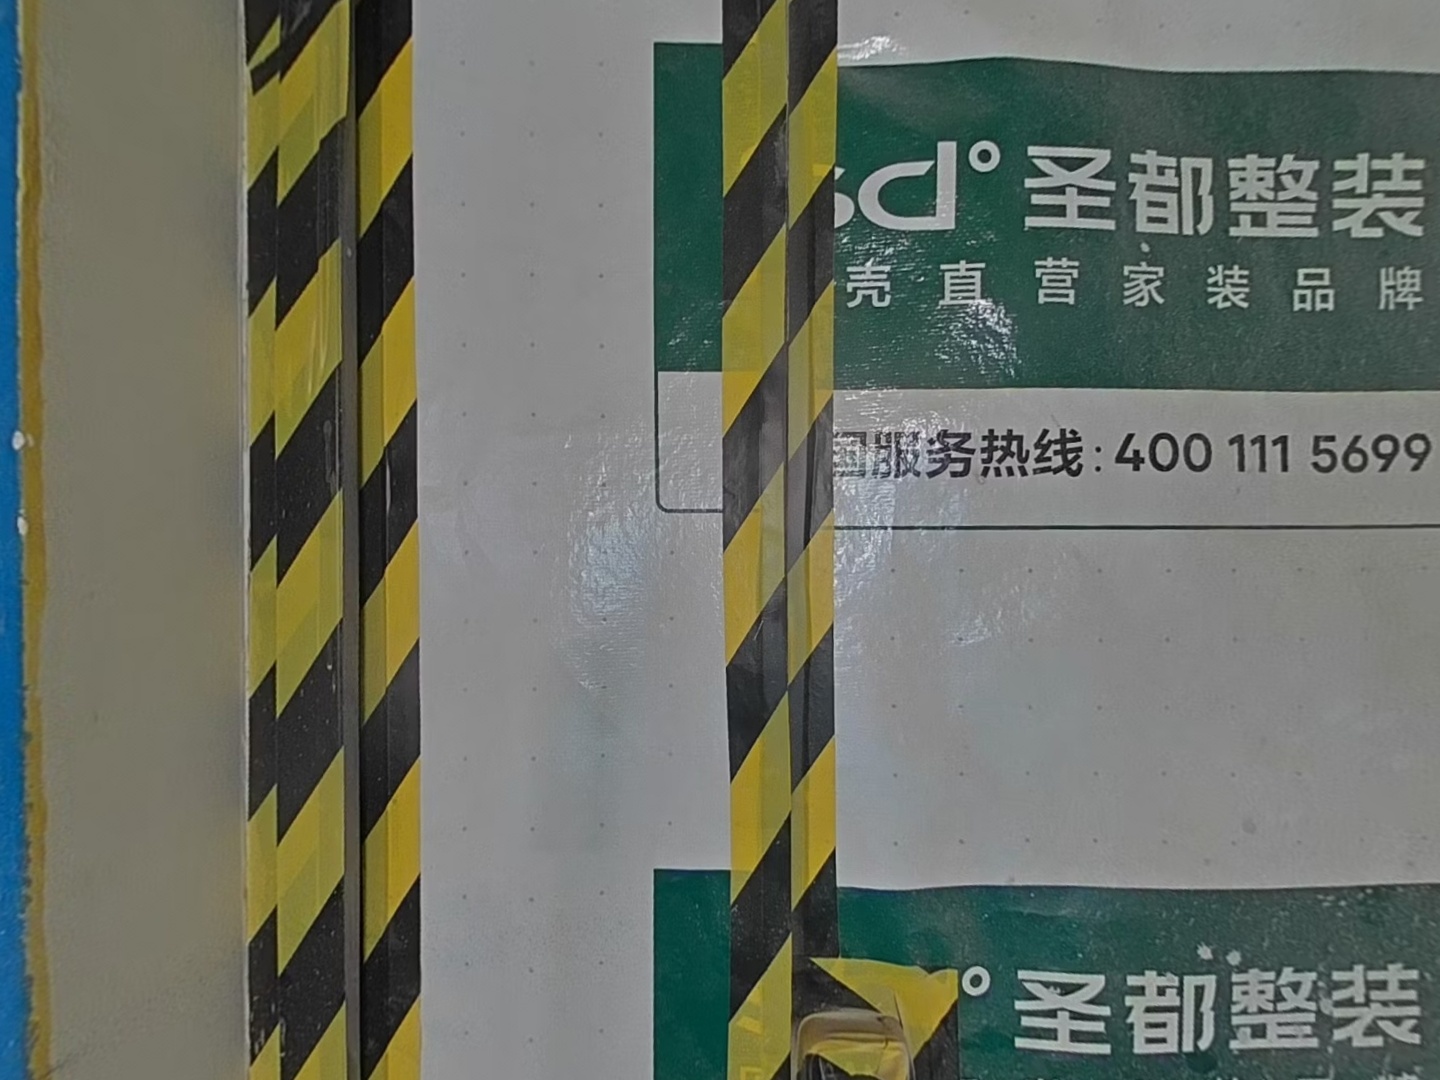 sd° 圣都整装
壳直营家装品牌
国服务热线:400 111 5699
° 圣都整装